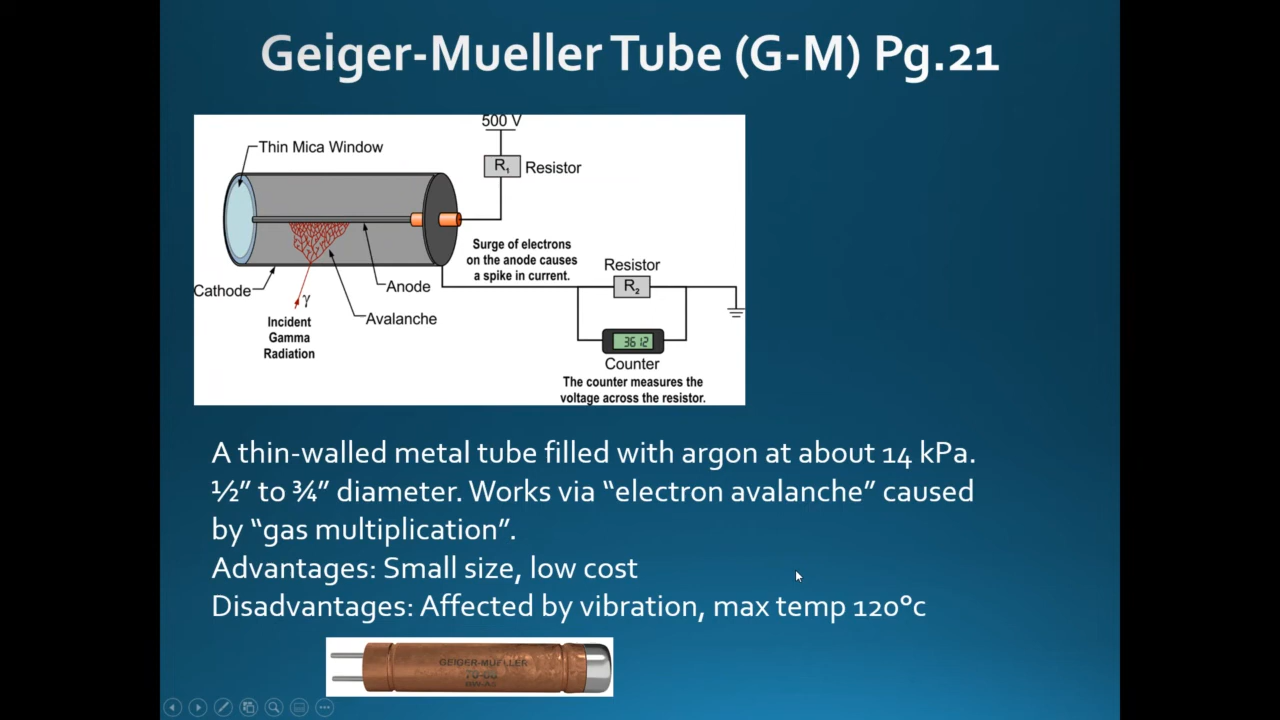 Geiger-Mueller Tube (G-M) Pg.21
500 V
Thin Mica Window
R1
Resistor
Surge of electrons
on the anode causes
a spike in current.
Resistor
R2
Cathode
Anode
γ
Avalanche
Incident
Gamma
Radiation
3612
Counter
The counter measures the
voltage across the resistor.
A thin-walled metal tube filled with argon at about 14 kPa.
½” to ¾” diameter. Works via “electron avalanche” caused
by “gas multiplication”.
Advantages: Small size, low cost
Disadvantages: Affected by vibration, max temp 120°c
GEIGER-MUELLER